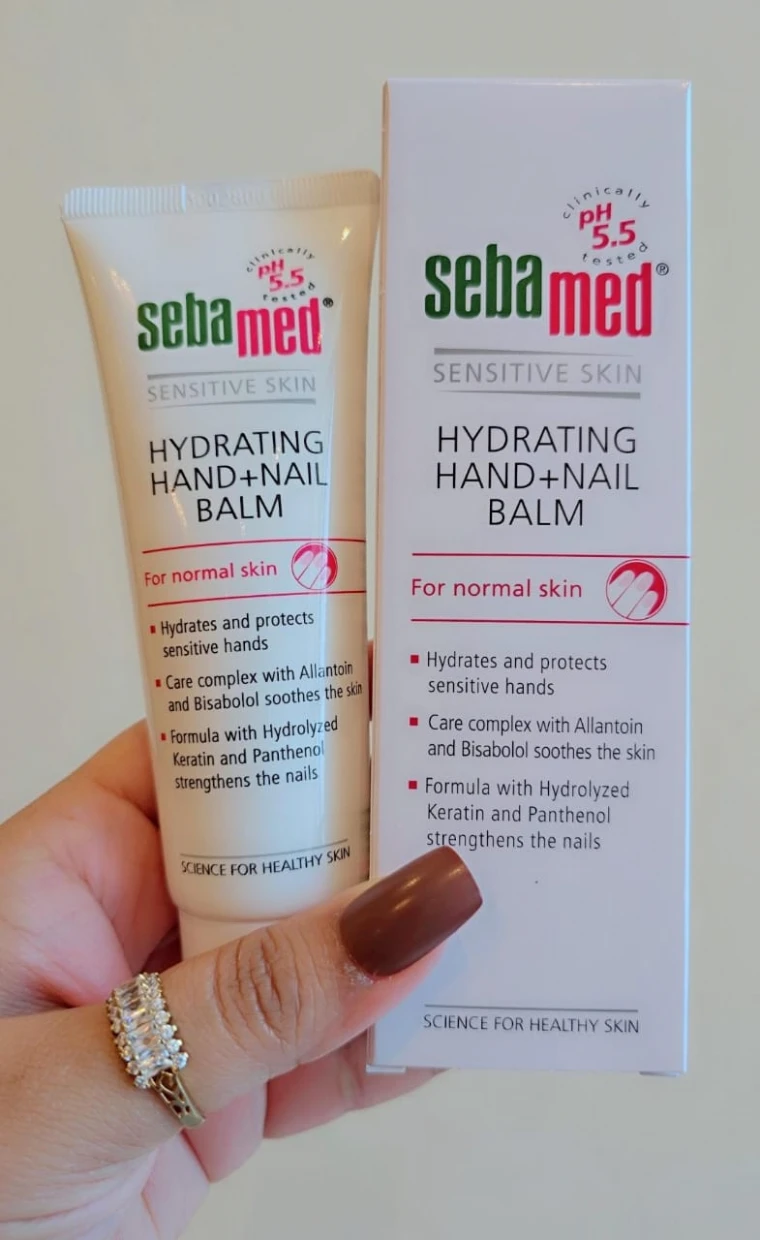 clinically
pH
5.5
tested
sebamed®
SENSITIVE SKIN
HYDRATING
HAND+NAIL
BALM
For normal skin
▪ Hydrates and protects
sensitive hands
▪ Care complex with Allantoin
and Bisabolol soothes the skin
▪ Formula with Hydrolyzed
Keratin and Panthenol
strengthens the nails
SCIENCE FOR HEALTHY SKIN
clinically
pH
5.5
tested
sebamed®
SENSITIVE SKIN
HYDRATING
HAND+NAIL
BALM
For normal skin
▪ Hydrates and protects
sensitive hands
▪ Care complex with Allantoin
and Bisabolol soothes the skin
▪ Formula with Hydrolyzed
Keratin and Panthenol
strengthens the nails
SCIENCE FOR HEALTHY SKIN